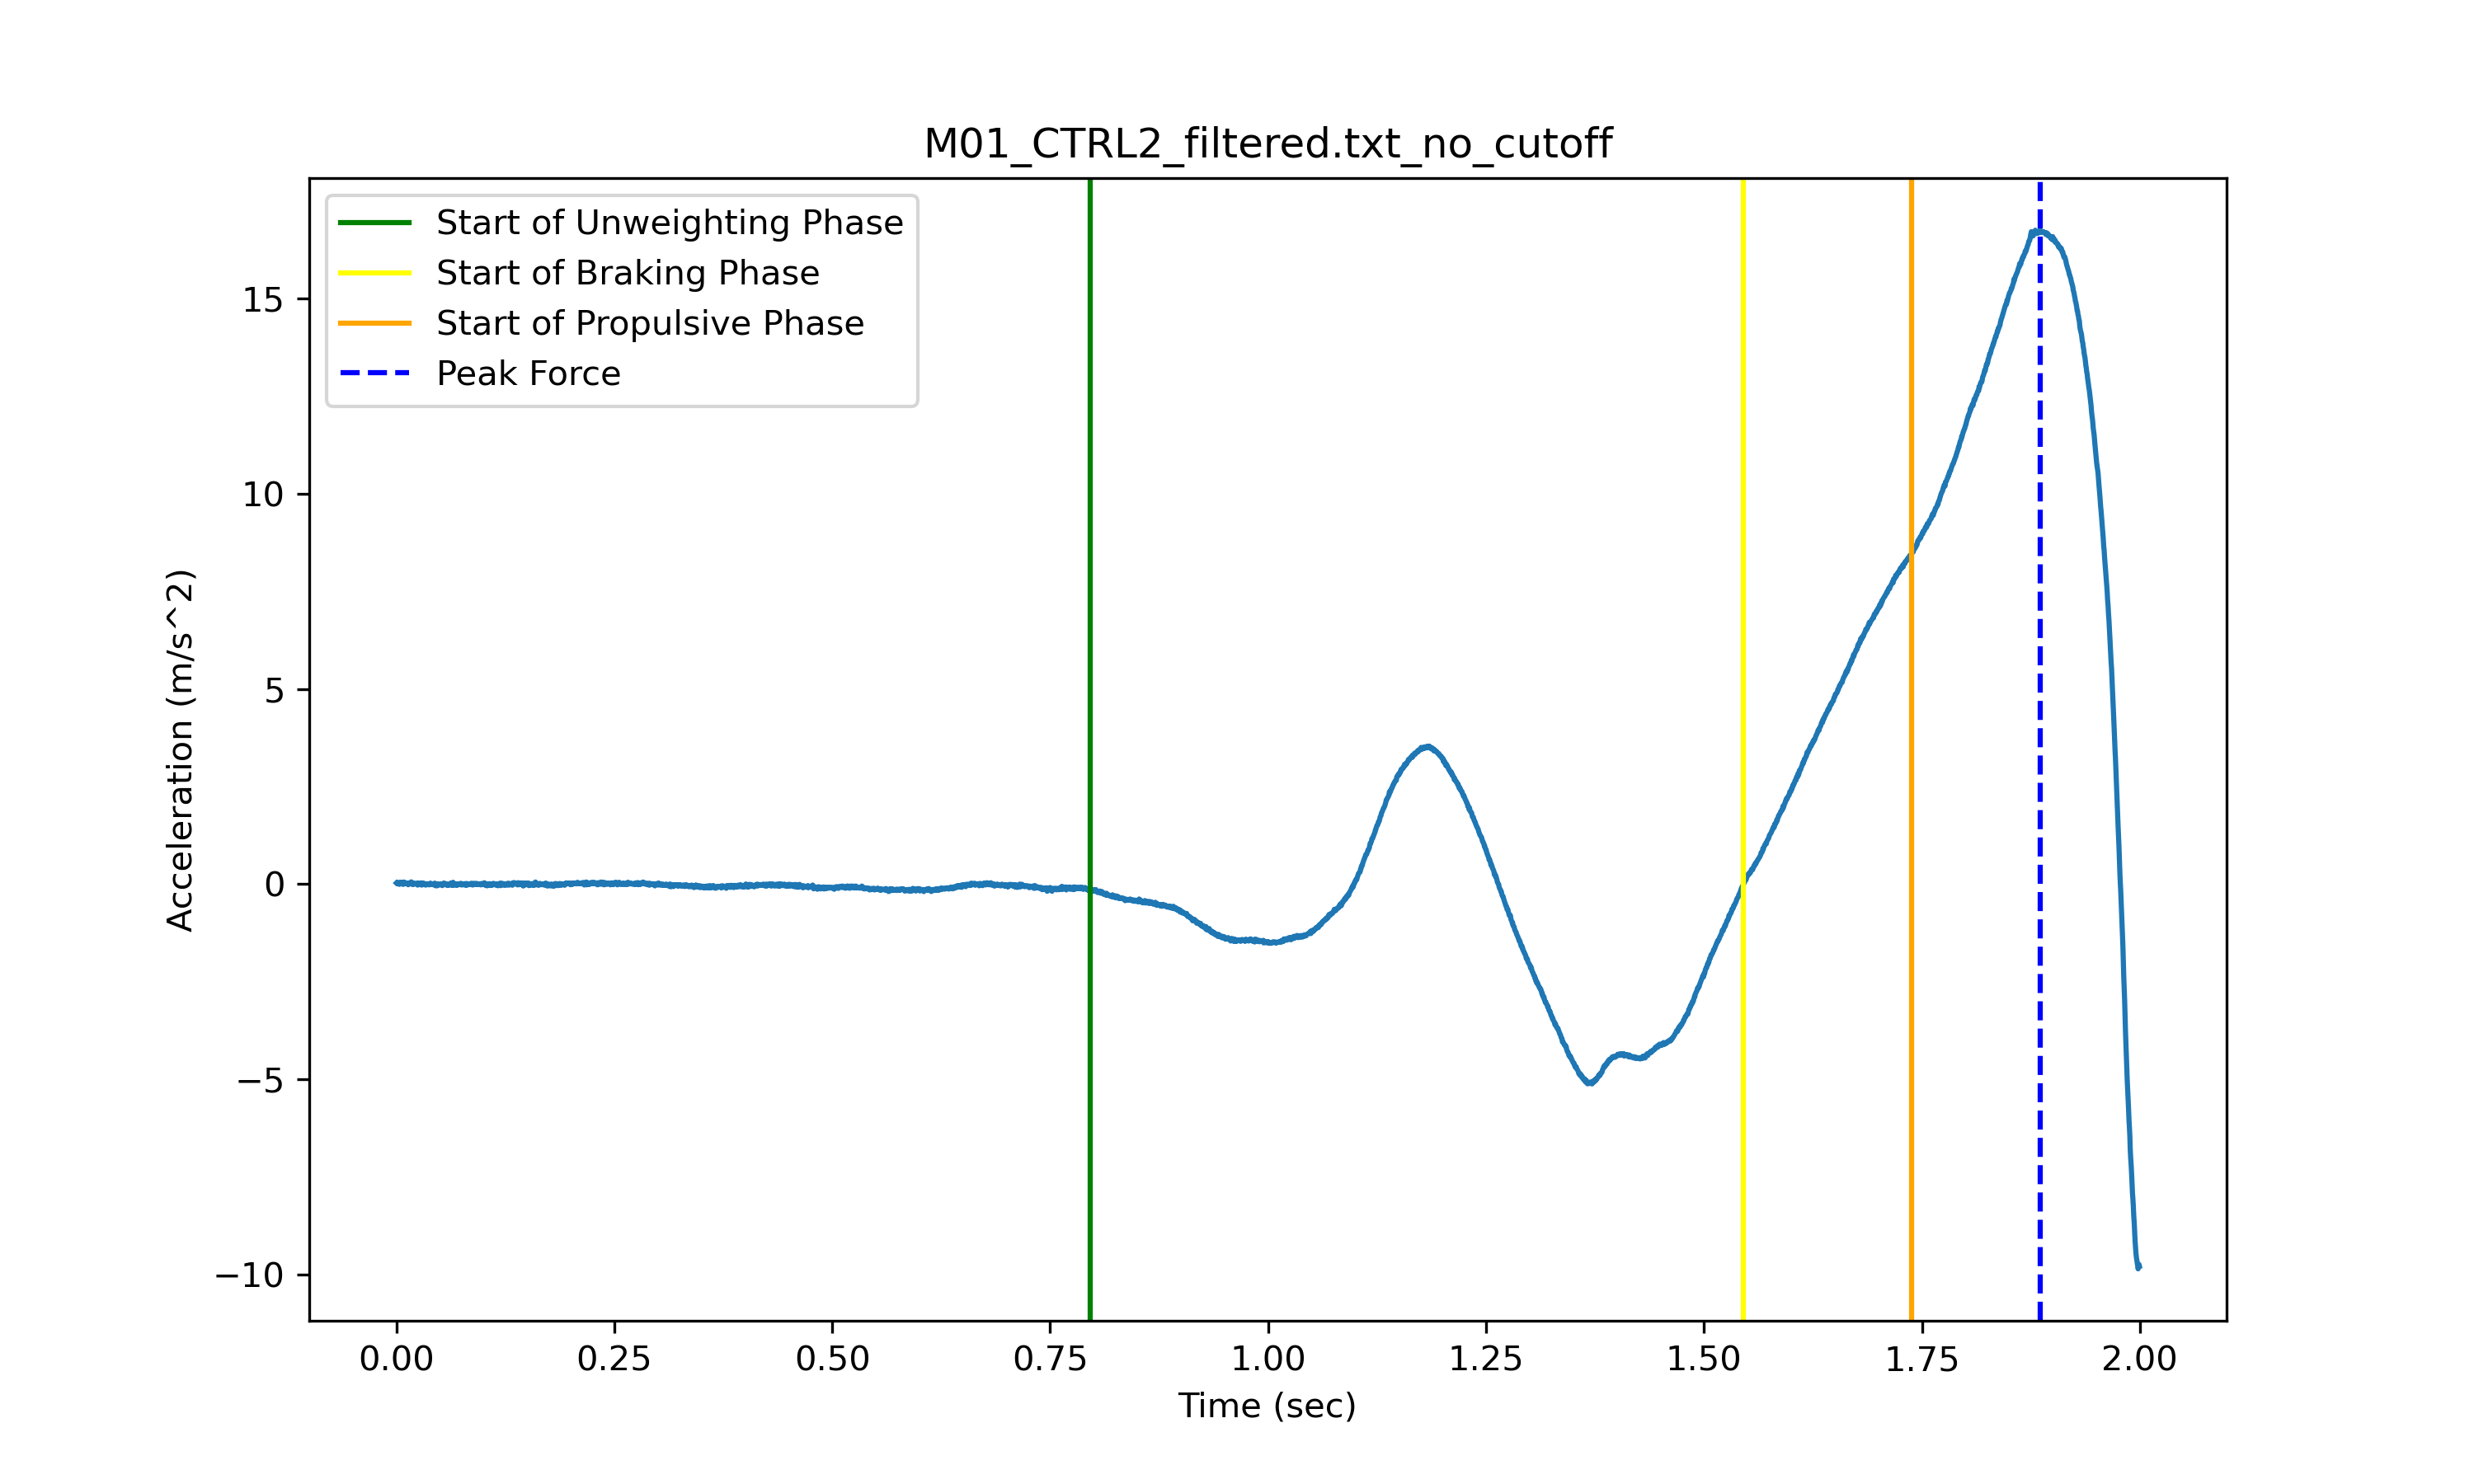 M01_CTRL2_filtered.txt_no_cutoff
Start of Unweighting Phase
Start of Braking Phase
Start of Propulsive Phase
Peak Force
Acceleration (m/s^2)
15
10
5
0
−5
−10
0.00 0.25 0.50 0.75 1.00 1.25 1.50 1.75 2.00
Time (sec)